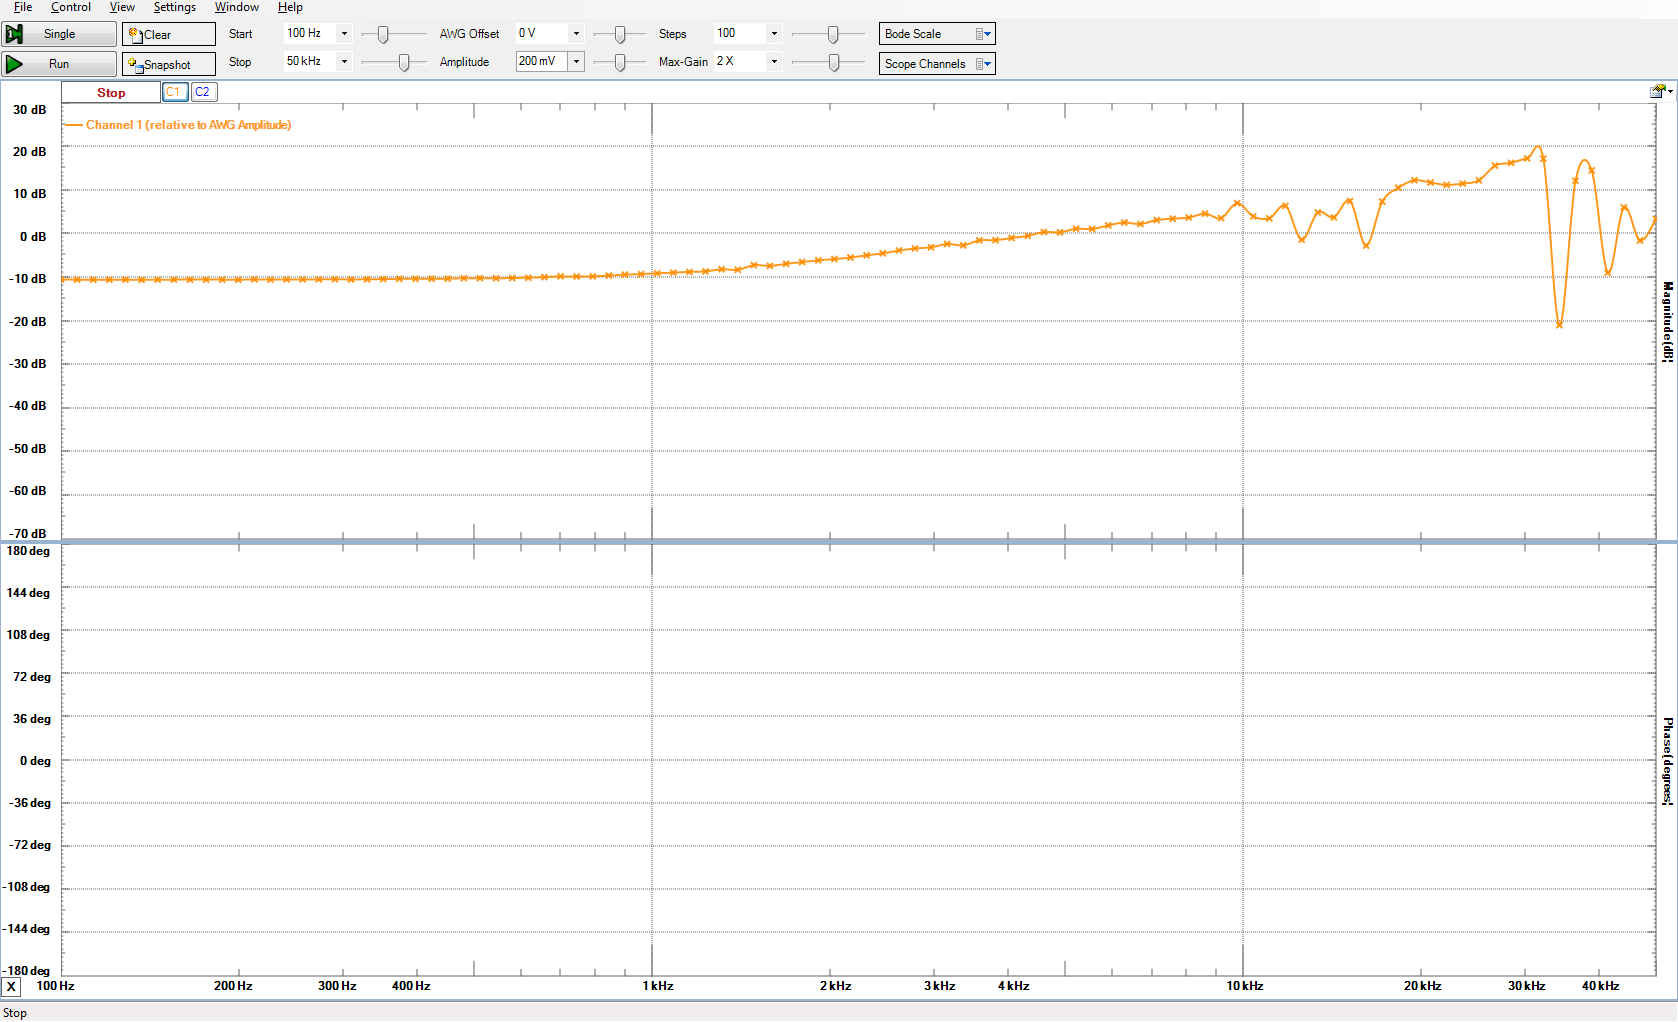 File Control View Settings Window Help
Single Clear Start 100 Hz AWG Offset 0 V Steps 100 Bode Scale
Run Snapshot Stop 50 kHz Amplitude 200 mV Max-Gain 2 X Scope Channels
Stop C1 C2
Channel 1 (relative to AWG Amplitude)
30 dB
20 dB
10 dB
0 dB
-10 dB
-20 dB
-30 dB
-40 dB
-50 dB
-60 dB
-70 dB
Magnitude(dB)
180 deg
144 deg
108 deg
72 deg
36 deg
0 deg
-36 deg
-72 deg
-108 deg
-144 deg
-180 deg
Phase(degrees)
X 100 Hz 200 Hz 300 Hz 400 Hz 1 kHz 2 kHz 3 kHz 4 kHz 10 kHz 20 kHz 30 kHz 40 kHz
Stop